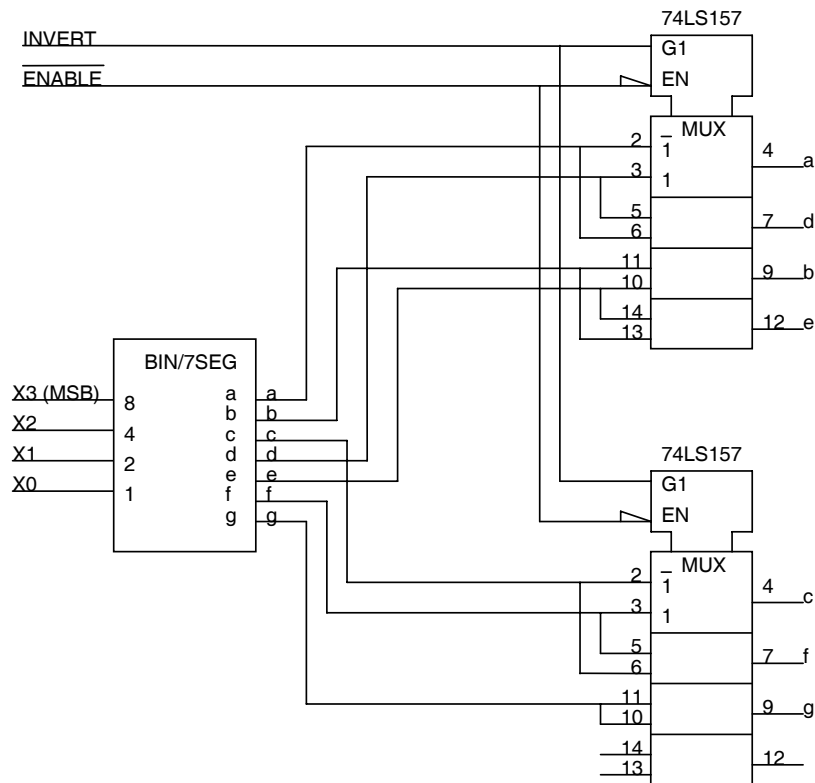 74LS157
INVERT
G1
ENABLE
EN
MUX
2
1
4
a
3
1
5
7
d
6
11
9
b
10
14
12
e
13
BIN/7SEG
X3 (MSB)
8
a
a
b
b
X2
4
c
c
X1
2
d
d
74LS157
X0
1
e
e
G1
f
f
g
g
EN
MUX
2
1
4
c
3
1
5
7
f
6
11
9
g
10
14
12
13